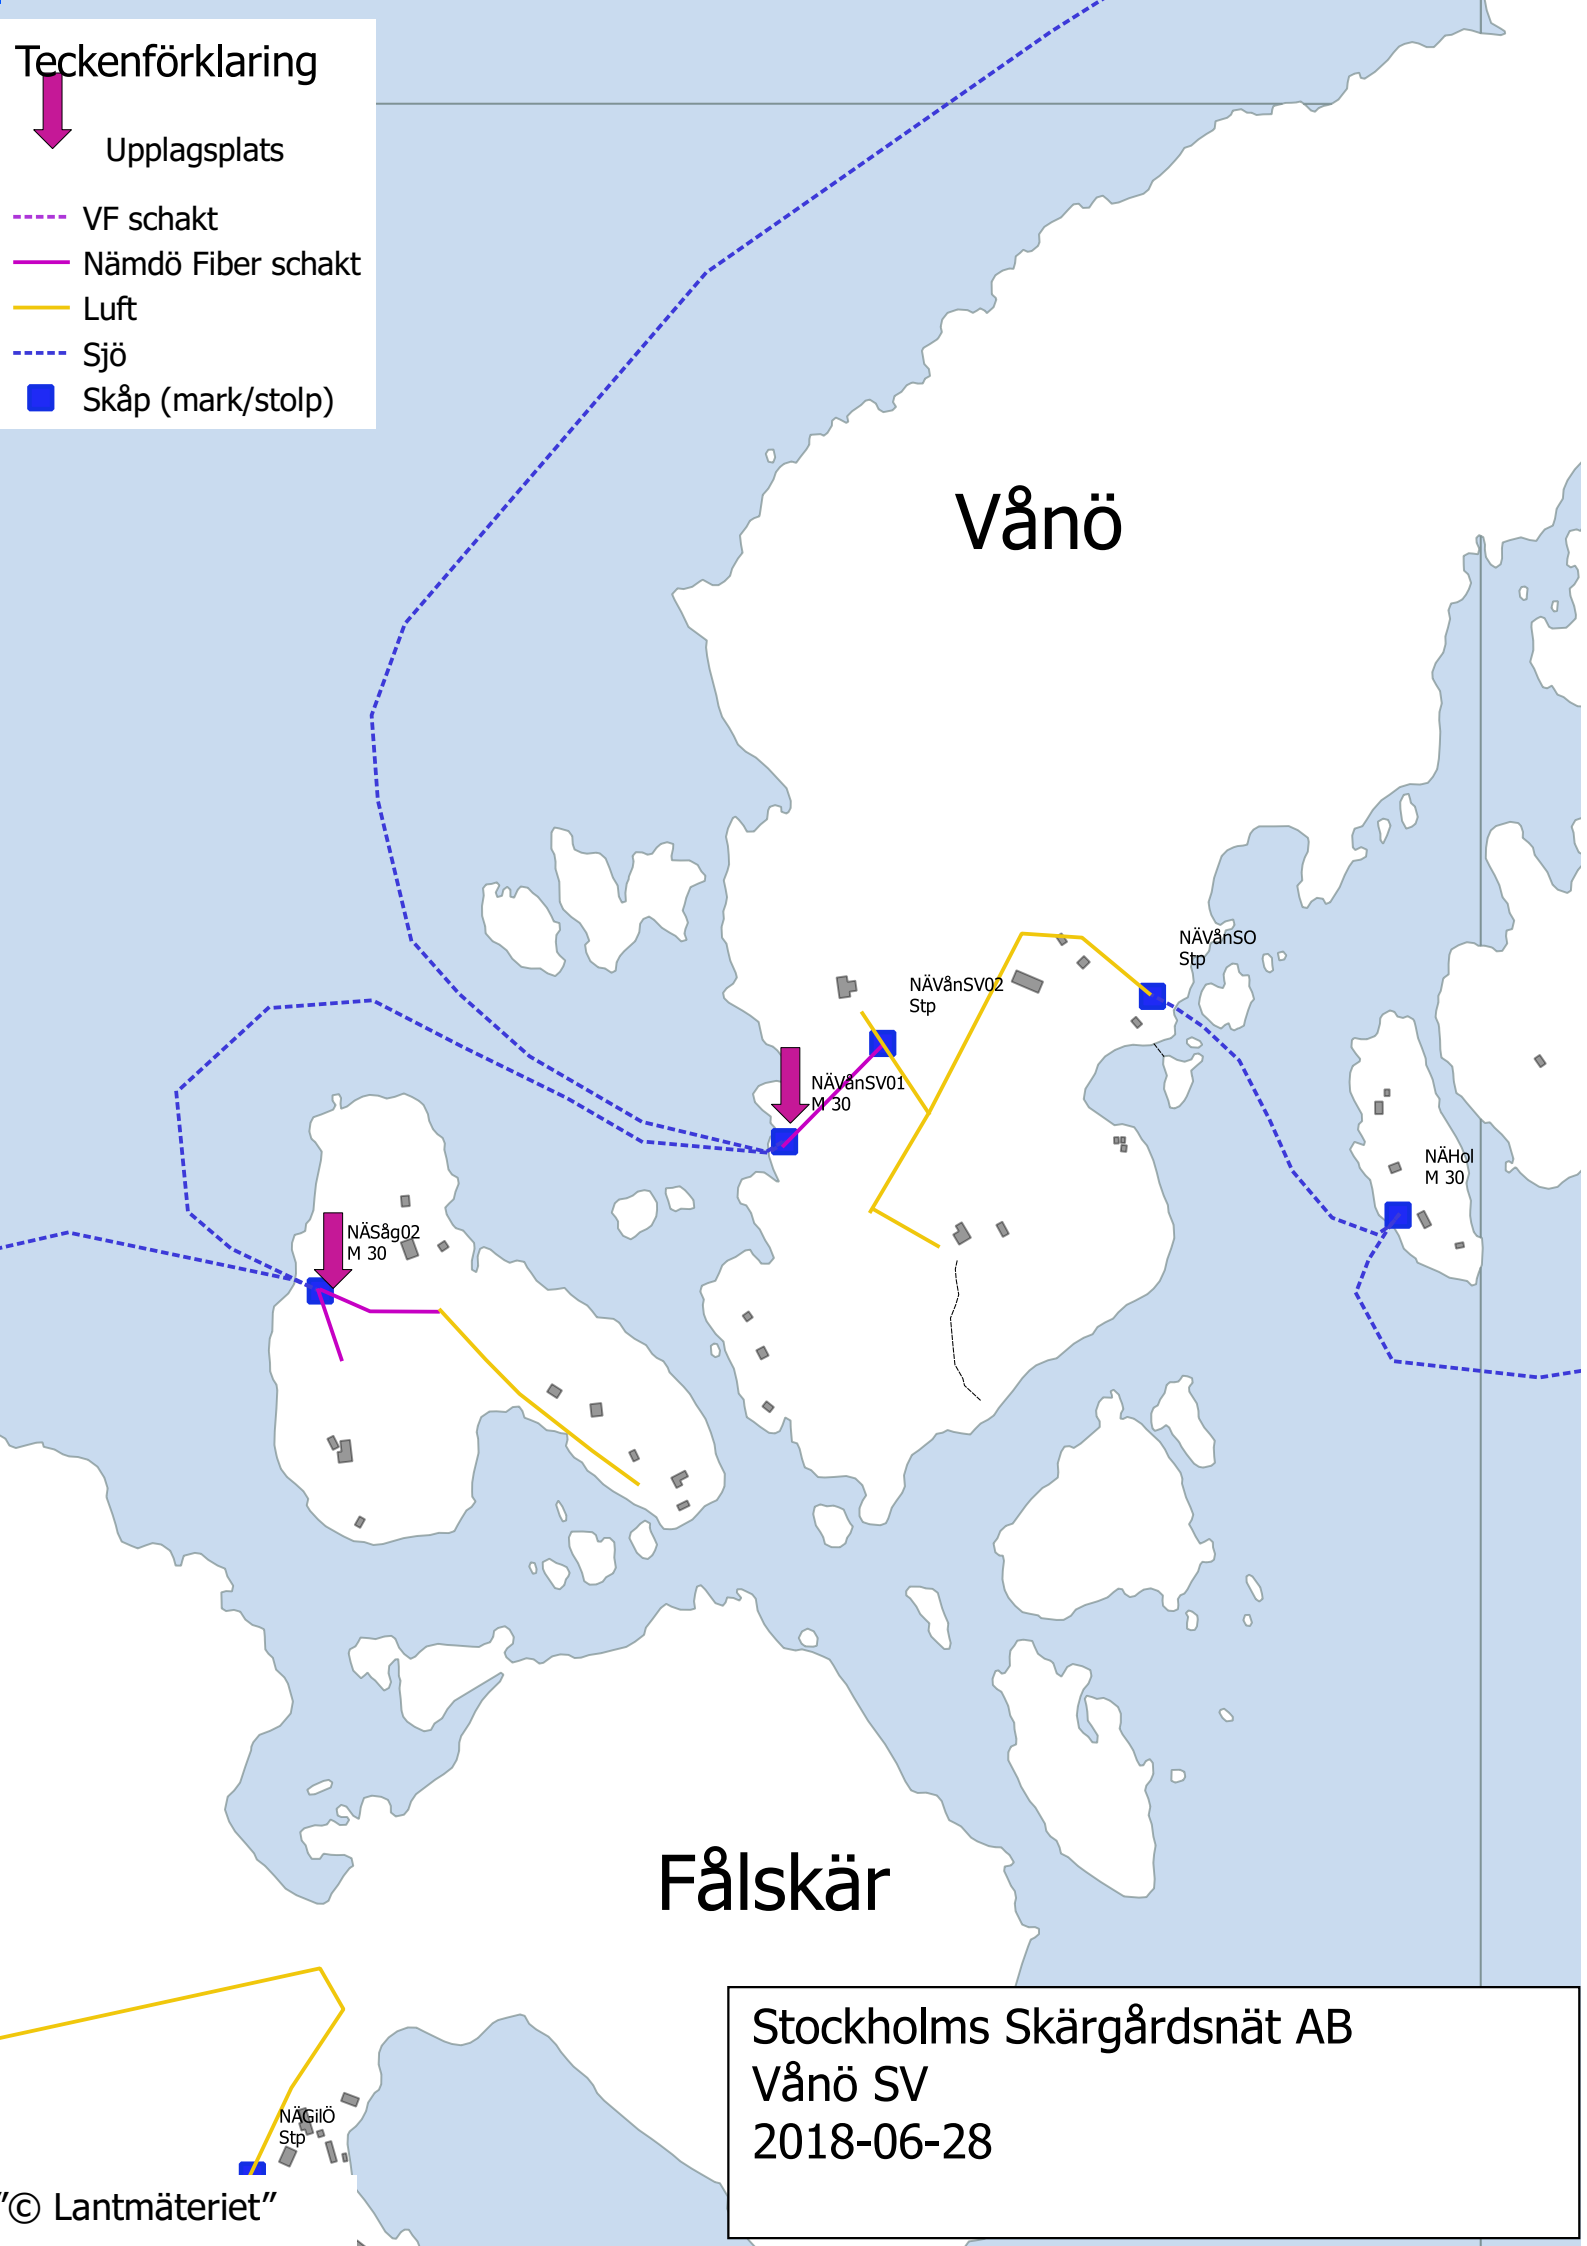 Teckenförklaring
Upplagsplats
VF schakt
Nämdö Fiber schakt
Luft
Sjö
Skåp (mark/stolp)
Vånö
NÄVånSO
Stp
NÄVånSV02
Stp
NÄVånSV01
M 30
NÄHol
M 30
NÄSåg02
M 30
Fålskär
Stockholms Skärgårdsnät AB
Vånö SV
2018-06-28
NÄGilÖ
Stp
"© Lantmäteriet"